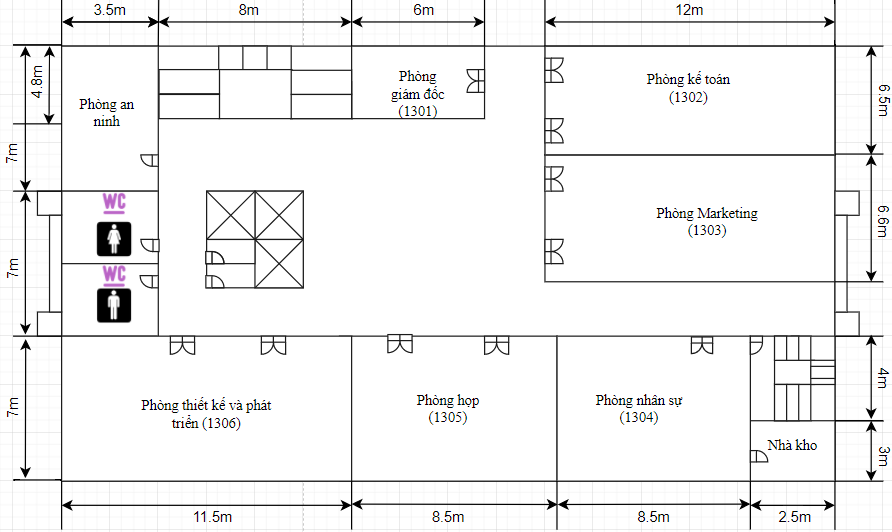 3.5m
8m
6m
12m
4.8m
Phòng an
ninh
Phòng
giám đốc
(1301)
Phòng kế toán
(1302)
6.5m
7m
WC
Phòng Marketing
(1303)
6.6m
7m
WC
7m
Phòng thiết kế và phát
triển (1306)
Phòng họp
(1305)
Phòng nhân sự
(1304)
4m
Nhà kho
3m
11.5m
8.5m
8.5m
2.5m